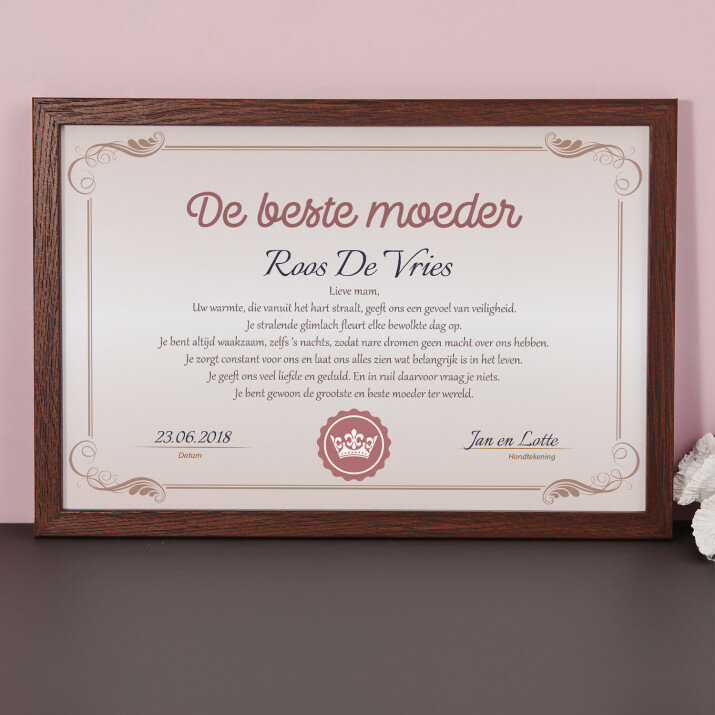 De beste moeder
Roos De Vries
Lieve mam,
Uw warmte, die vanuit het hart straalt, geeft ons een gevoel van veiligheid.
Je stralende glimlach fleurt elke bewolkte dag op.
Je bent altijd waakzaam, zelfs 's nachts, zodat nare dromen geen macht over ons hebben.
Je zorgt constant voor ons en laat ons alles zien wat belangrijk is in het leven.
Je geeft ons veel liefde en geduld. En in ruil daarvoor vraag je niets.
Je bent gewoon de grootste en beste moeder ter wereld.
23.06.2018
Datum
Jan en Lotte
Handtekening